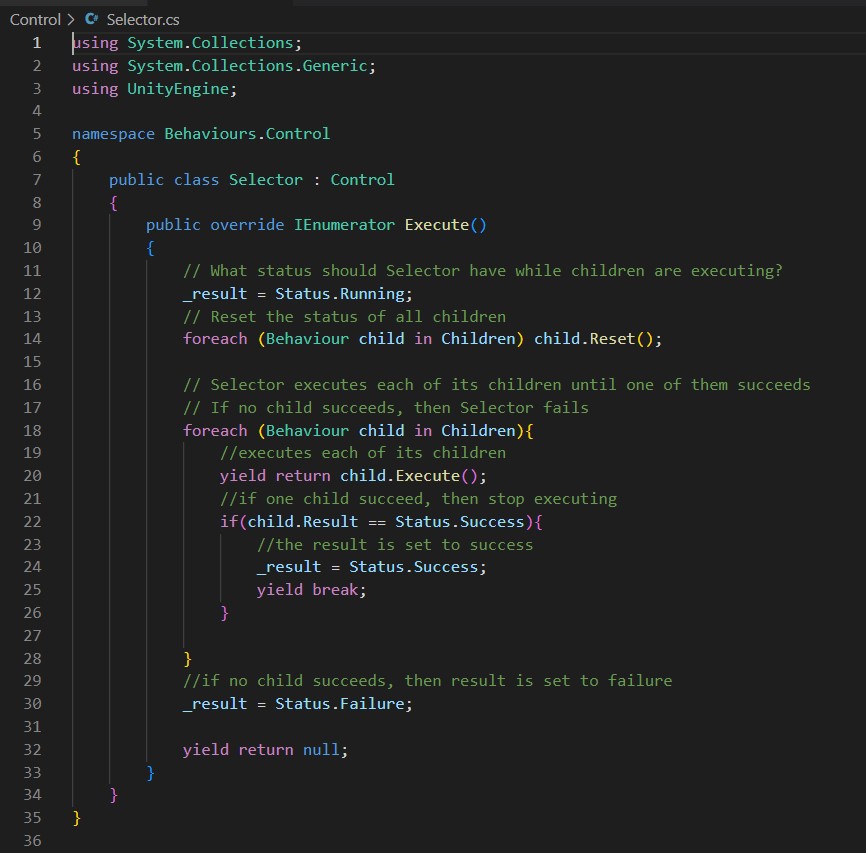 Control > C# Selector.cs
1 using System.Collections;
2 using System.Collections.Generic;
3 using UnityEngine;
4
5 namespace Behaviours.Control
6 {
7     public class Selector : Control
8     {
9         public override IEnumerator Execute()
10         {
11             // What status should Selector have while children are executing?
12             _result = Status.Running;
13             // Reset the status of all children
14             foreach (Behaviour child in Children) child.Reset();
15
16             // Selector executes each of its children until one of them succeeds
17             // If no child succeeds, then Selector fails
18             foreach (Behaviour child in Children){
19                 //executes each of its children
20                 yield return child.Execute();
21                 //if one child succeed, then stop executing
22                 if(child.Result == Status.Success){
23                     //the result is set to success
24                     _result = Status.Success;
25                     yield break;
26                 }
27
28             }
29             //if no child succeeds, then result is set to failure
30             _result = Status.Failure;
31
32             yield return null;
33         }
34     }
35 }
36